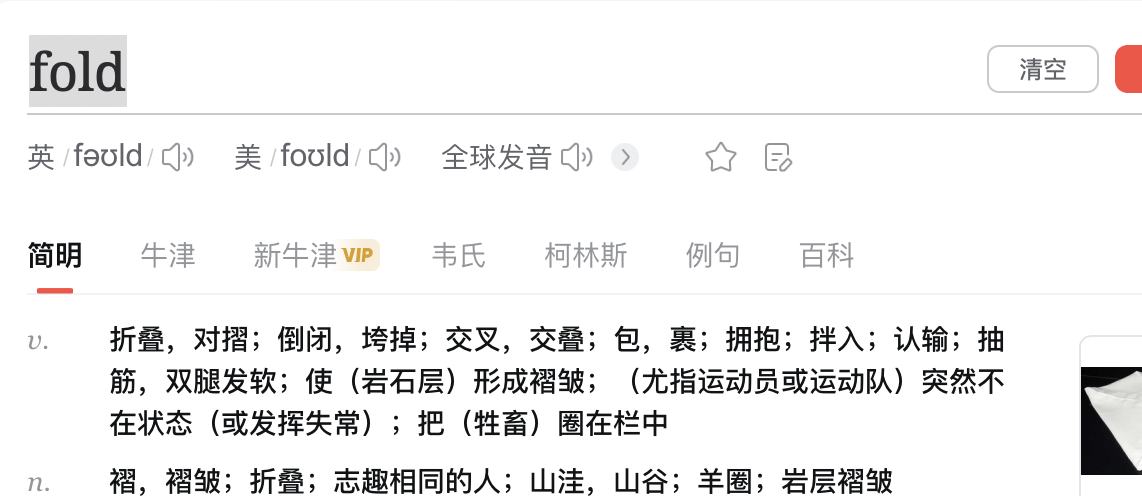 fold
清空
英 /fəʊld/ 美 /foʊld/ 全球发音
简明 牛津 新牛津 VIP 韦氏 柯林斯 例句 百科
v. 折叠，对摺；倒闭，垮掉；交叉，交叠；包，裹；拥抱；拌入；认输；抽
筋，双腿发软；使（岩石层）形成褶皱；（尤指运动员或运动队）突然不
在状态（或发挥失常）；把（牲畜）圈在栏中
n. 褶，褶皱；折叠；志趣相同的人；山洼，山谷；羊圈；岩层褶皱